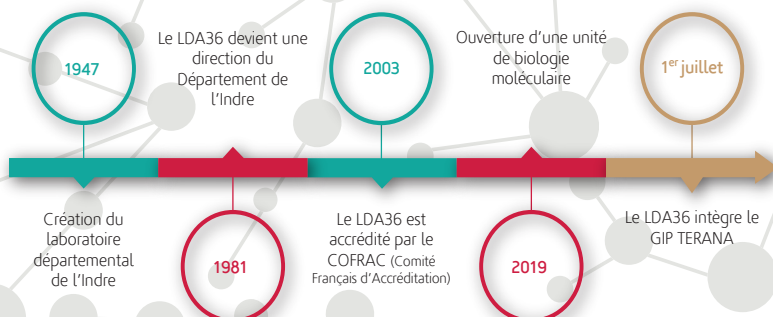 1947
Création du
laboratoire
départemental
de l'Indre
Le LDA36 devient une
direction du
Département de
l'Indre
1981
2003
Le LDA36 est
accrédité par le
COFRAC (Comité
Français d'Accréditation)
Ouverture d'une unité
de biologie
moléculaire
2019
1er juillet
Le LDA36 intègre le
GIP TERANA